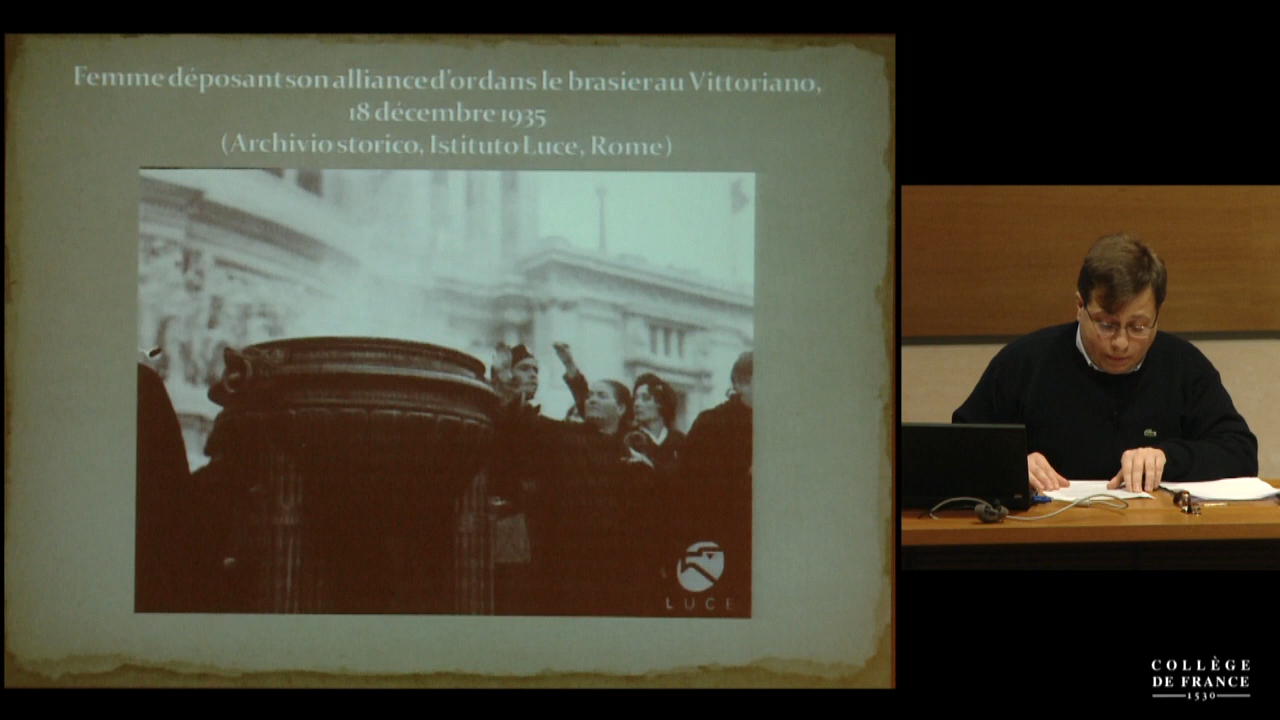 Femme déposant son alliance d'or dans le brasier au Vittoriano,
18 décembre 1935
(Archivio storico, Istituto Luce, Rome)
LUCE
COLLÈGE
DE FRANCE
1530